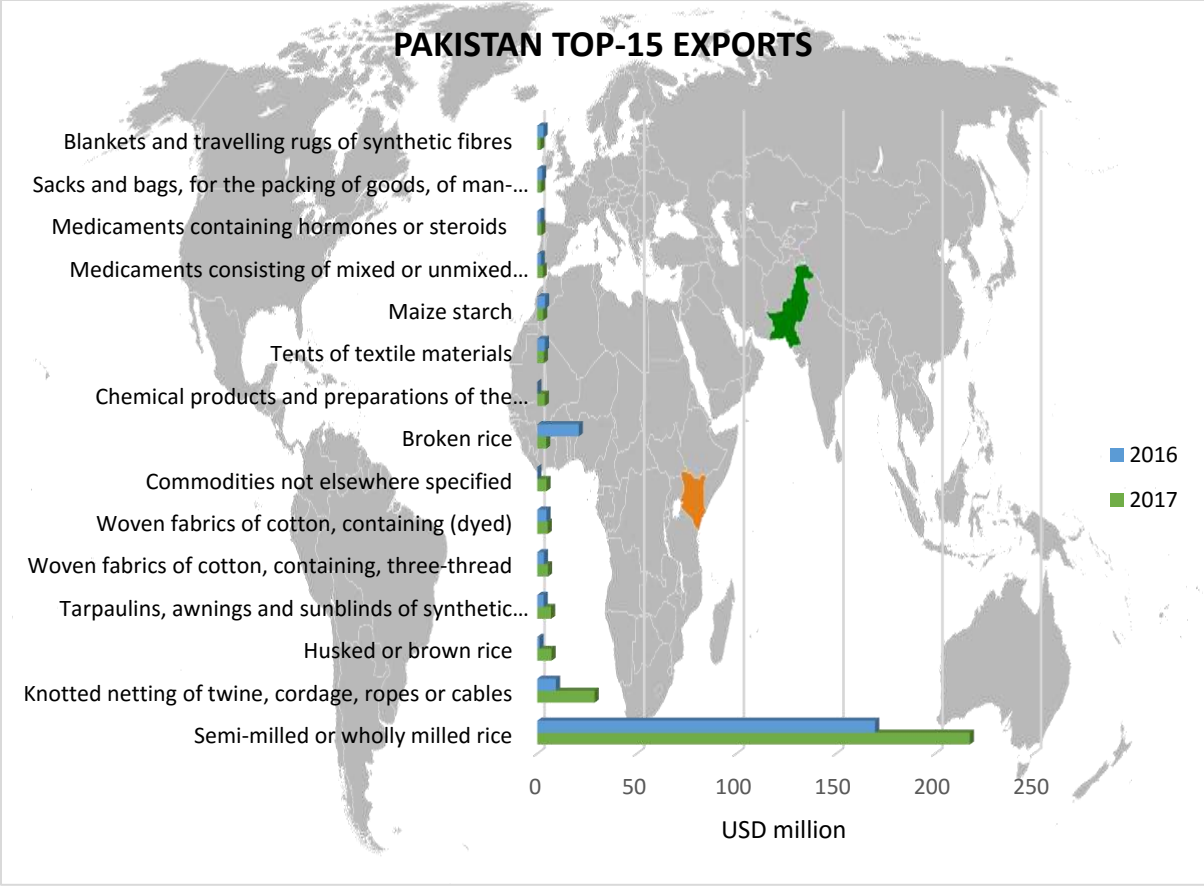 PAKISTAN TOP-15 EXPORTS
Blankets and travelling rugs of synthetic fibres
Sacks and bags, for the packing of goods, of man-…
Medicaments containing hormones or steroids
Medicaments consisting of mixed or unmixed…
Maize starch
Tents of textile materials
Chemical products and preparations of the…
Broken rice
Commodities not elsewhere specified
Woven fabrics of cotton, containing (dyed)
Woven fabrics of cotton, containing, three-thread
Tarpaulins, awnings and sunblinds of synthetic…
Husked or brown rice
Knotted netting of twine, cordage, ropes or cables
Semi-milled or wholly milled rice
0 50 100 150 200 250
USD million
2016
2017